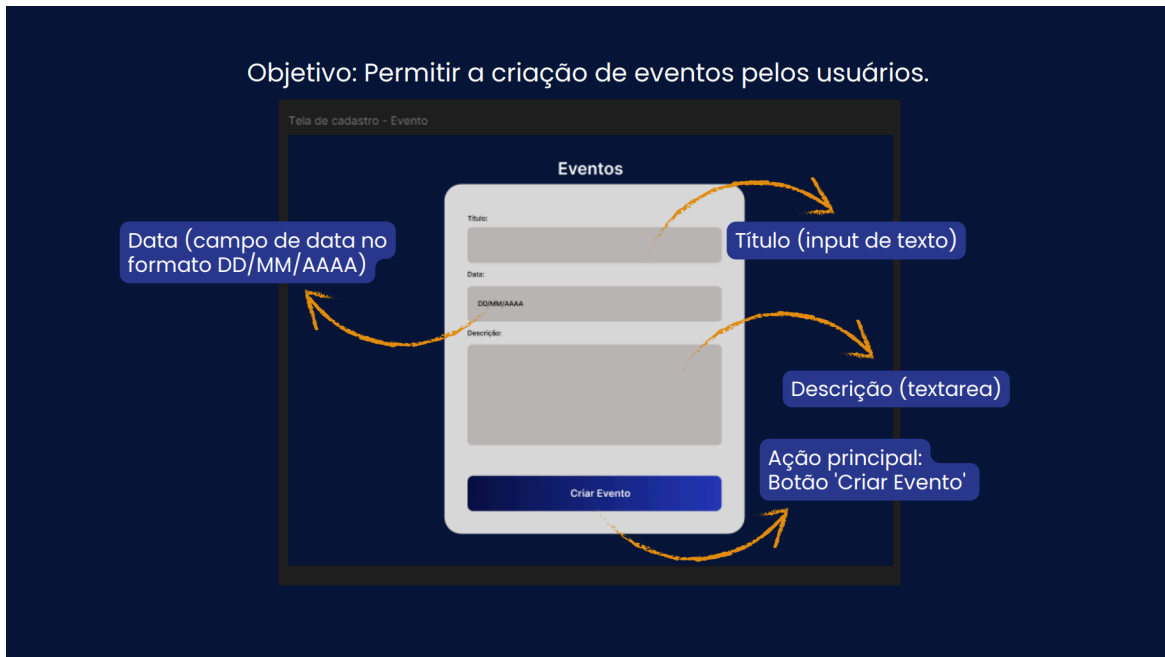 Objetivo: Permitir a criação de eventos pelos usuários.
Tela de cadastro - Evento
Eventos
Título:
Data (campo de data no
formato DD/MM/AAAA)
Título (input de texto)
Data:
DD/MM/AAAA
Descrição:
Descrição (textarea)
Ação principal:
Botão 'Criar Evento'
Criar Evento